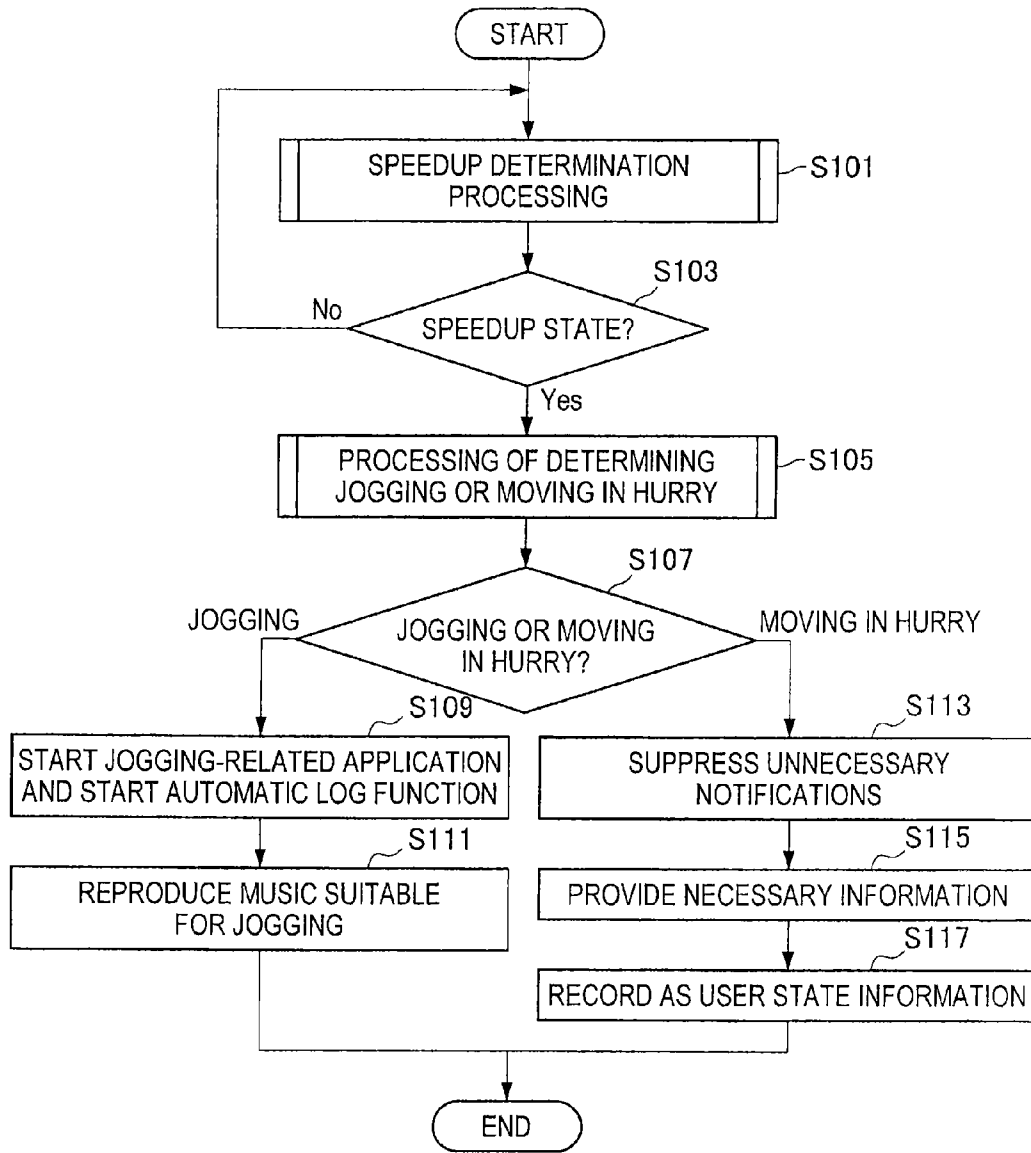 START
SPEEDUP DETERMINATION
PROCESSING
S101
S103
No
SPEEDUP STATE?
Yes
PROCESSING OF DETERMINING
JOGGING OR MOVING IN HURRY
S105
S107
JOGGING
MOVING IN HURRY
JOGGING OR MOVING
IN HURRY?
S109
START JOGGING-RELATED APPLICATION
AND START AUTOMATIC LOG FUNCTION
S111
REPRODUCE MUSIC SUITABLE
FOR JOGGING
S113
SUPPRESS UNNECESSARY
NOTIFICATIONS
S115
PROVIDE NECESSARY INFORMATION
S117
RECORD AS USER STATE INFORMATION
END